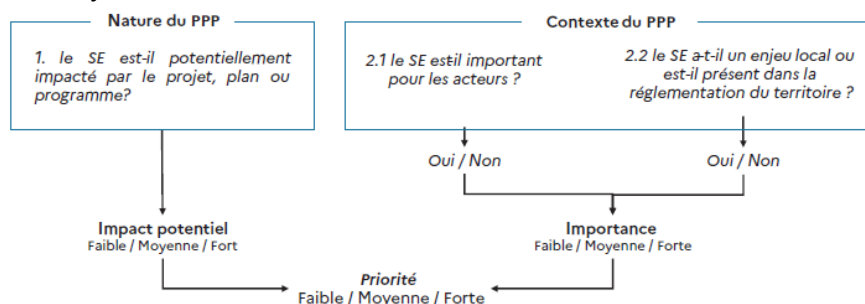 Nature du PPP
Contexte du PPP
1. le SE est-il potentiellement
impacté par le projet, plan ou
programme?
2.1 le SE est-il important
pour les acteurs ?
2.2 le SE a-t-il un enjeu local ou
est-il présent dans la
réglementation du territoire ?
Oui / Non
Oui / Non
Impact potentiel
Faible / Moyenne / Fort
Importance
Faible / Moyenne / Forte
Priorité
Faible / Moyenne / Forte